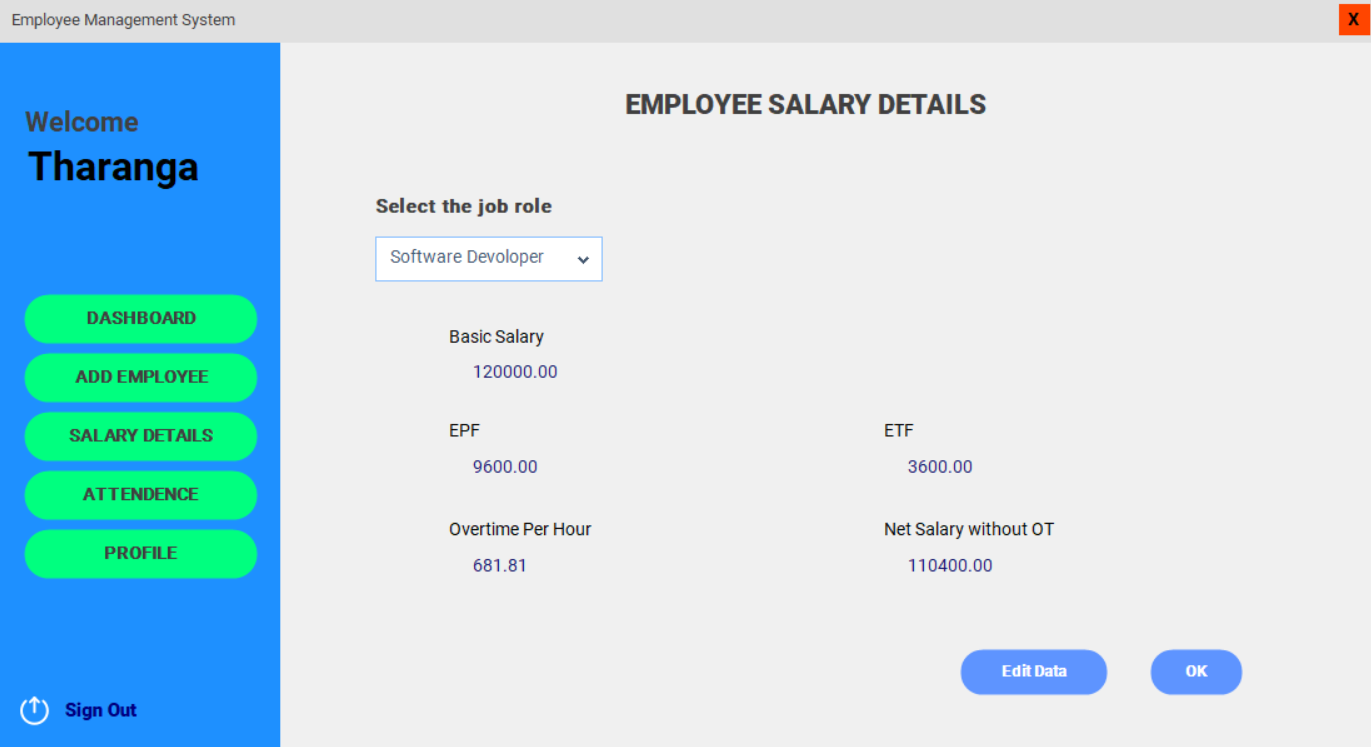 Employee Management System
X
Welcome
Tharanga
DASHBOARD
ADD EMPLOYEE
SALARY DETAILS
ATTENDENCE
PROFILE
Sign Out
EMPLOYEE SALARY DETAILS
Select the job role
Software Devoloper
Basic Salary
120000.00
EPF
ETF
9600.00
3600.00
Overtime Per Hour
Net Salary without OT
681.81
110400.00
Edit Data
OK